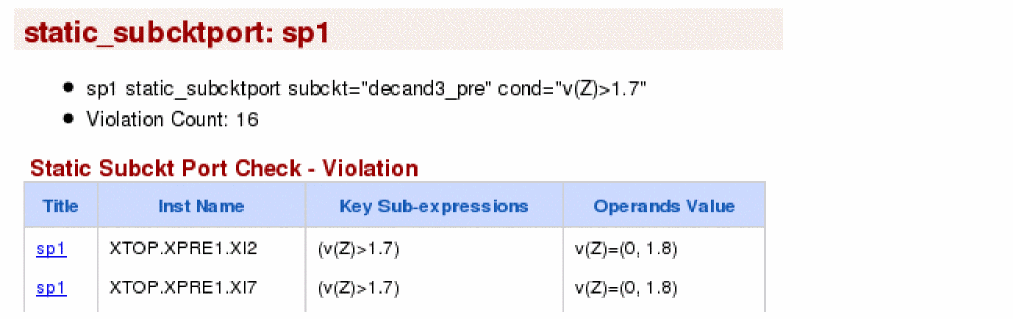 static_subcktport: sp1
sp1 static_subcktport subckt="decand3_pre" cond="v(Z)>1.7"
Violation Count: 16
Static Subckt Port Check - Violation
Title Inst Name Key Sub-expressions Operands Value
sp1 XTOP.XPRE1.XI2 (v(Z)>1.7) v(Z)=(0, 1.8)
sp1 XTOP.XPRE1.XI7 (v(Z)>1.7) v(Z)=(0, 1.8)